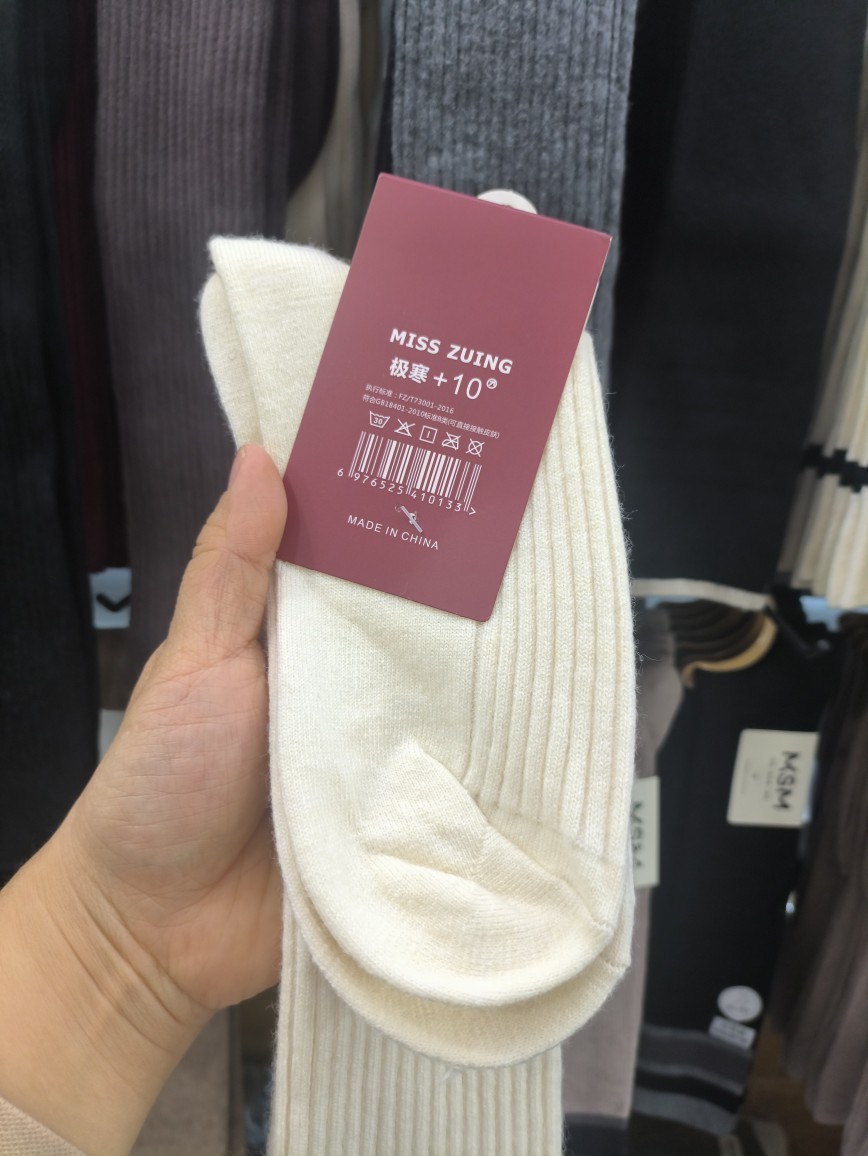 MISS ZUING
极寒+10®
执行标准：FZ/T73001-2016
符合GB18401-2010标准B类(可直接接触皮肤)
30
6 976525 410133 >
MADE IN CHINA
MSM
MSM